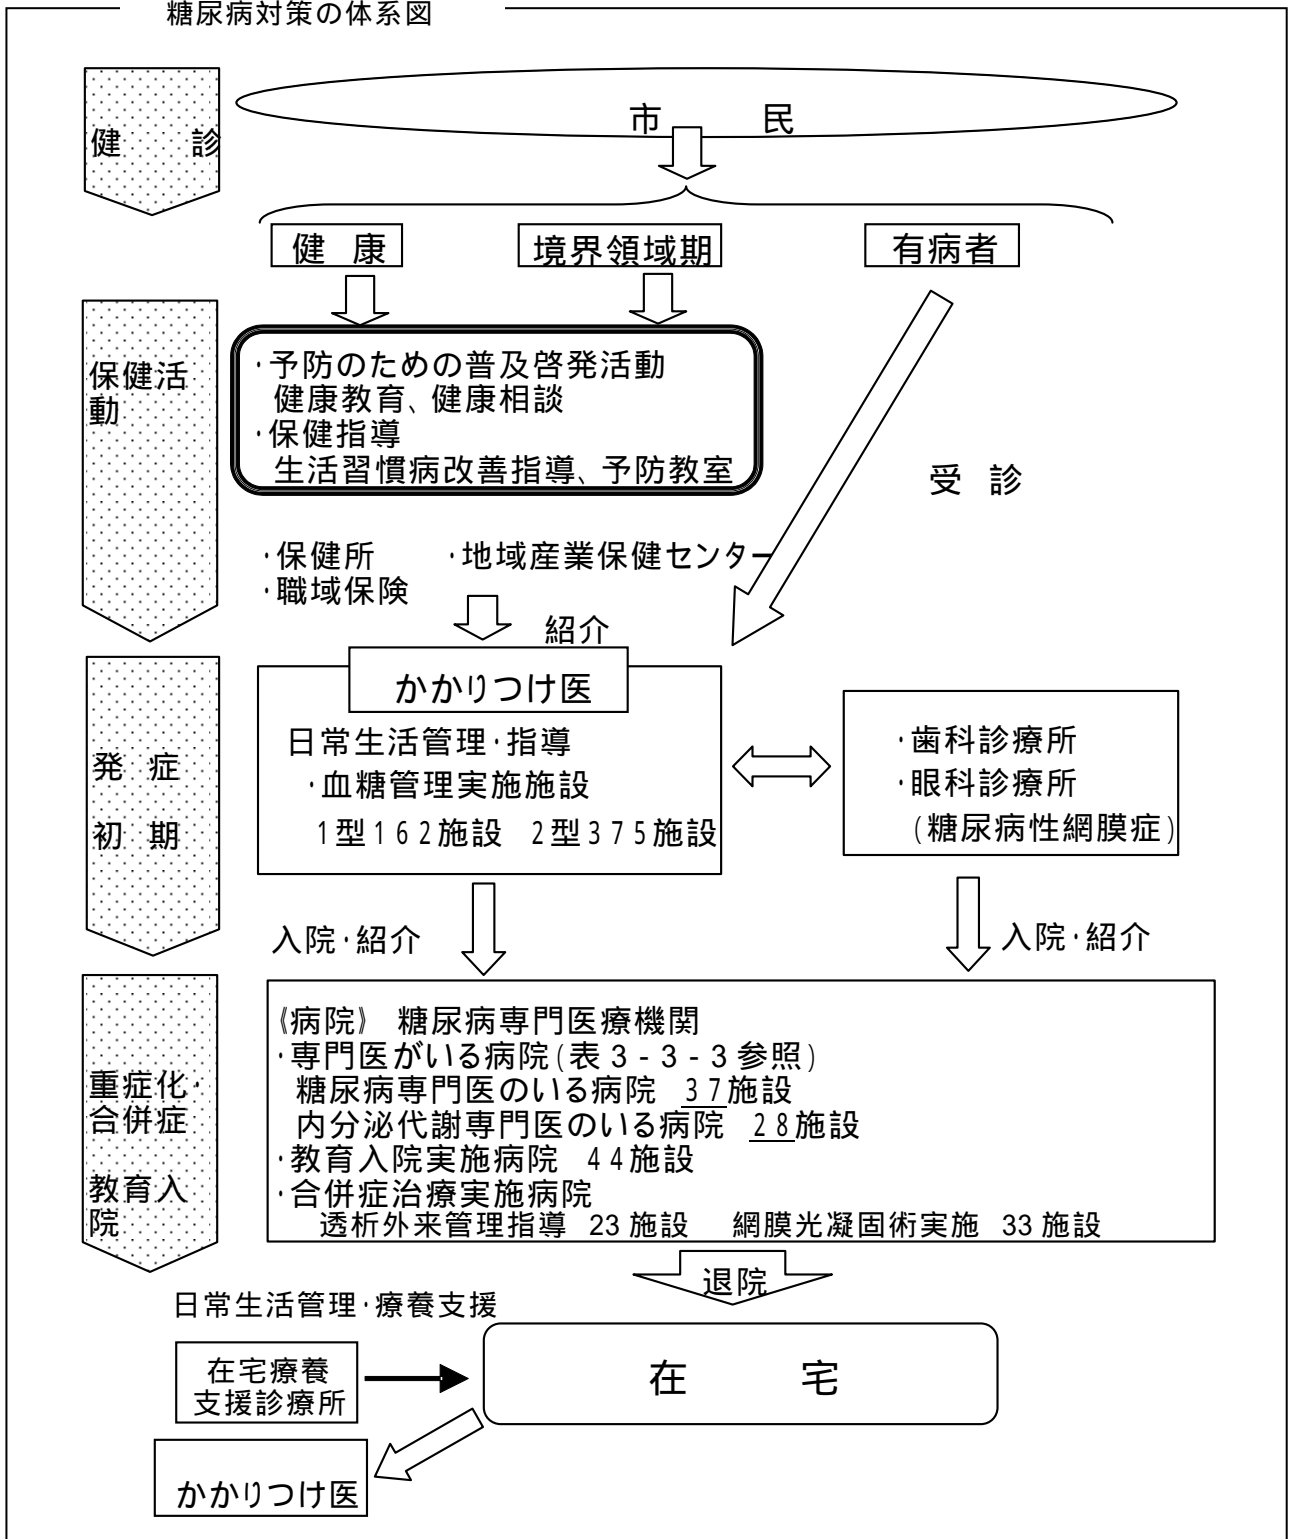 糖尿病対策の体系図
健　　診
市　　　民
健　康
境界領域期
有病者
保健活
動
・予防のための普及啓発活動
健康教育、健康相談
・保健指導
生活習慣病改善指導、予防教室
受　診
・保健所　　・地域産業保健センター
・職域保険
紹介
かかりつけ医
発　症
初　期
日常生活管理・指導
・血糖管理実施施設
1型162施設　2型375施設
・歯科診療所
・眼科診療所
(糖尿病性網膜症)
入院・紹介
入院・紹介
重症化・
合併症
教育入
院
《病院》　糖尿病専門医療機関
・専門医がいる病院(表3-3-3参照)
糖尿病専門医のいる病院　37施設
内分泌代謝専門医のいる病院　28施設
・教育入院実施病院　44施設
・合併症治療実施病院
透析外来管理指導　23施設　　網膜光凝固術実施　33施設
退院
日常生活管理・療養支援
在宅療養
支援診療所
在　　　宅
かかりつけ医